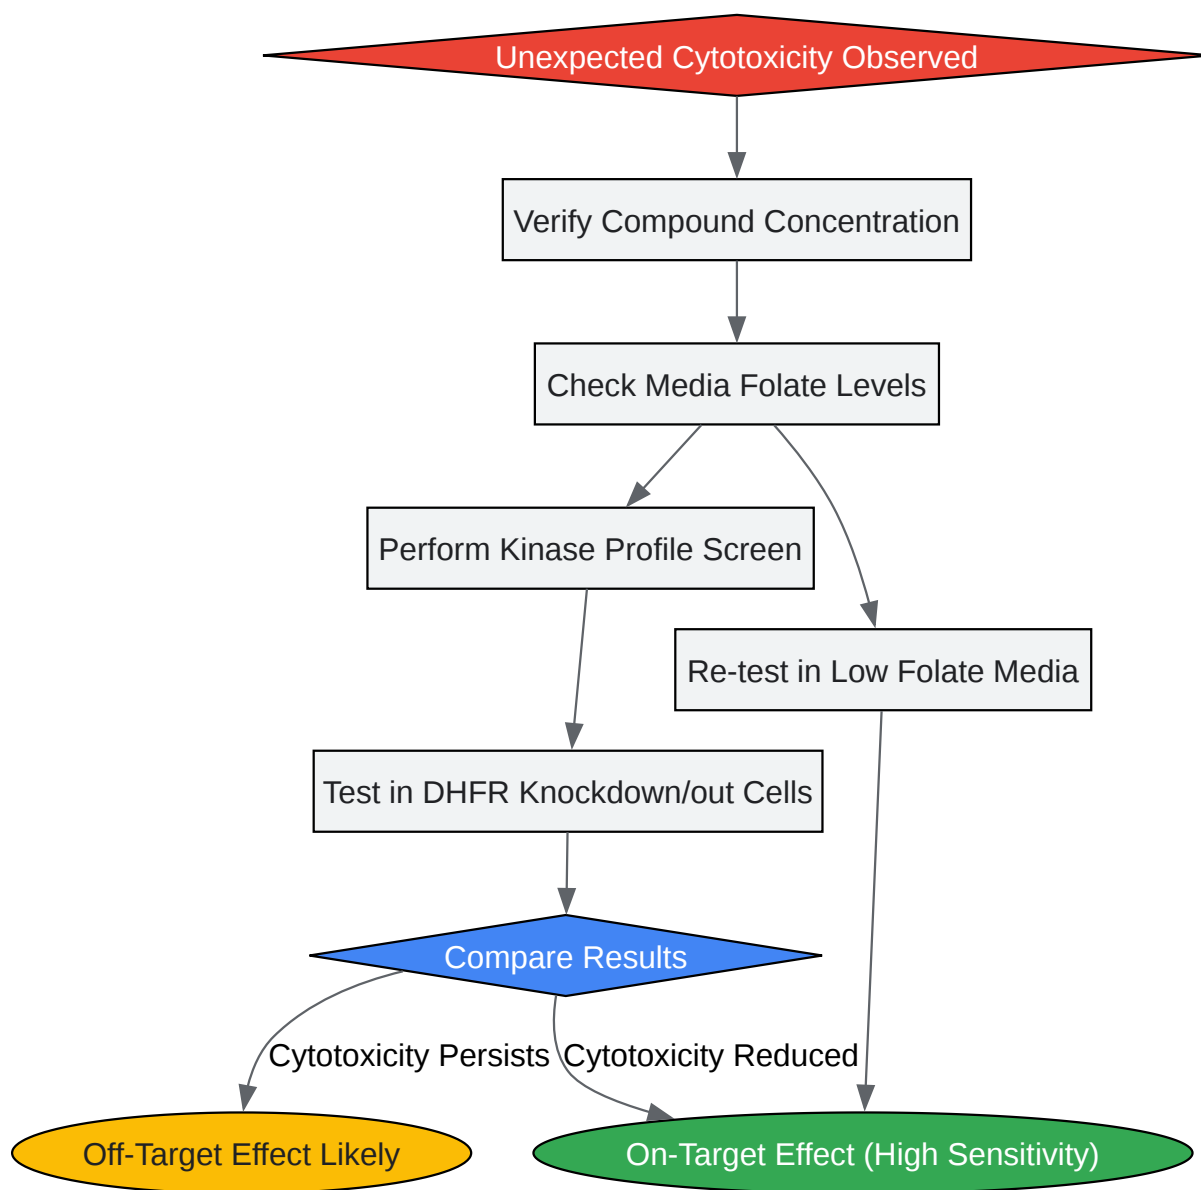 Unexpected Cytotoxicity Observed
Verify Compound Concentration
Check Media Folate Levels
Perform Kinase Profile Screen
Re-test in Low Folate Media
Test in DHFR Knockdown/out Cells
Compare Results
Cytotoxicity Persists
Cytotoxicity Reduced
Off-Target Effect Likely
On-Target Effect (High Sensitivity)